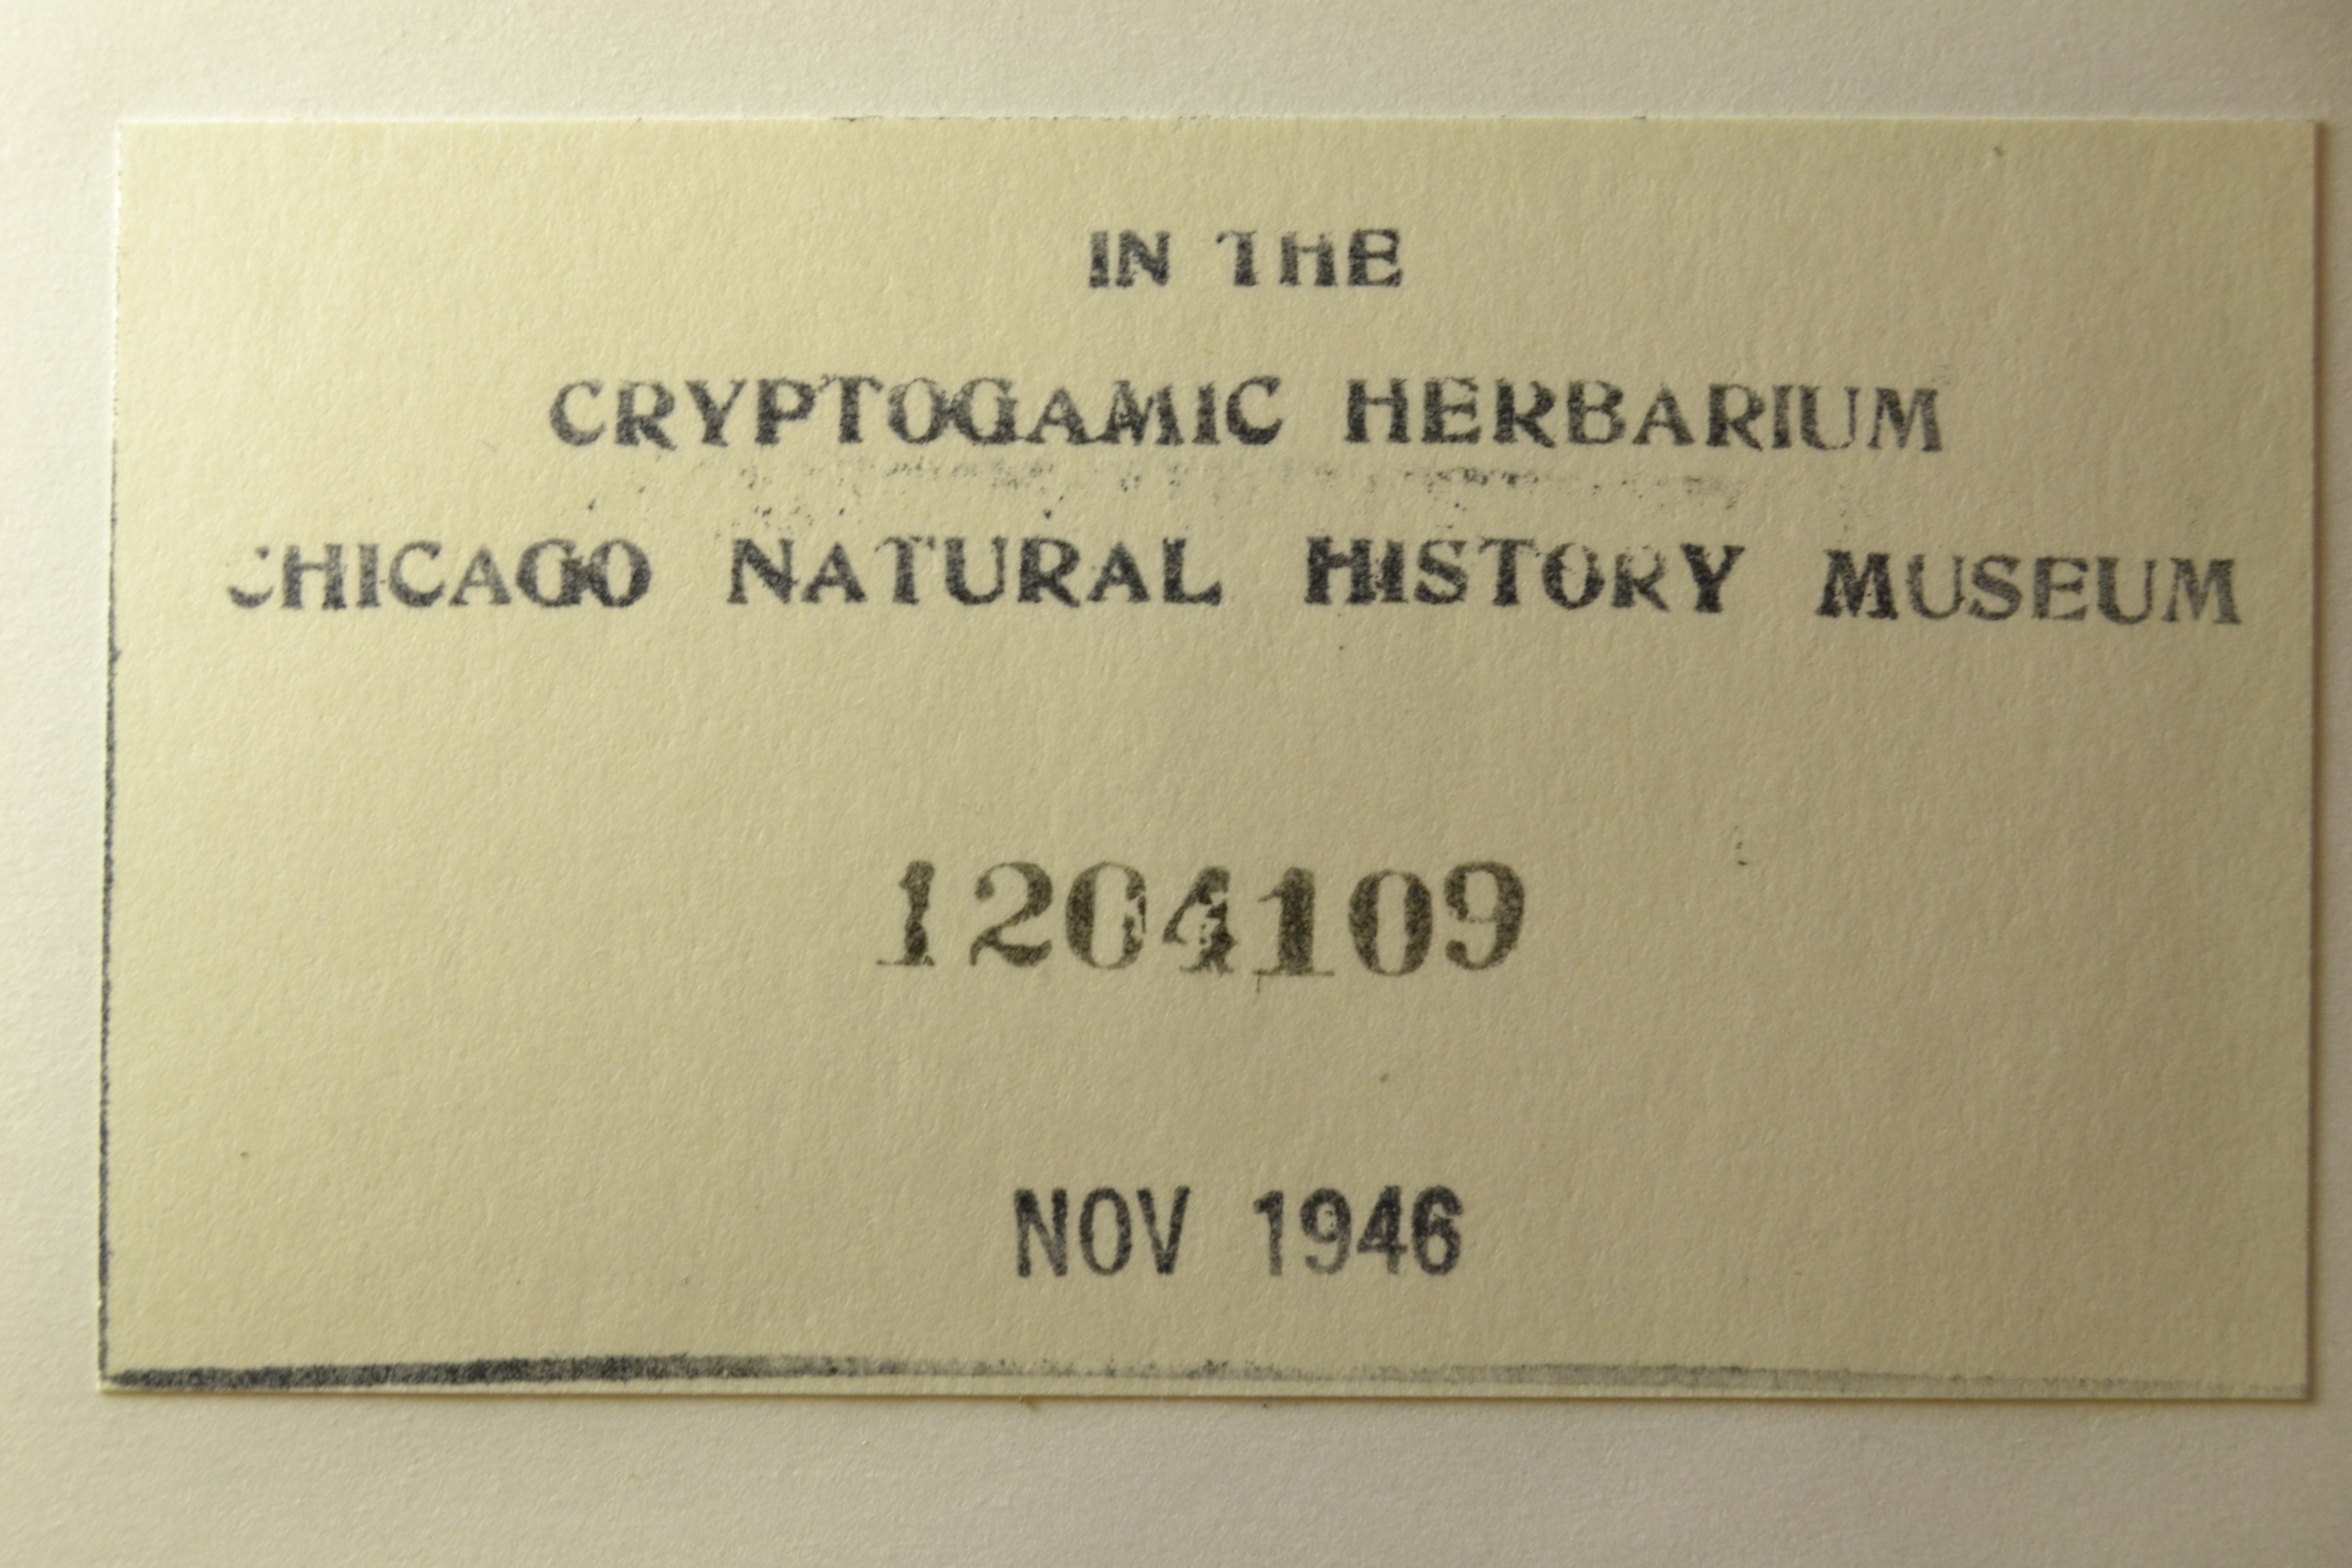 IN THE
CRYPTOGAMIC HERBARIUM
CHICAGO NATURAL HISTORY MUSEUM
1204109
NOV 1946